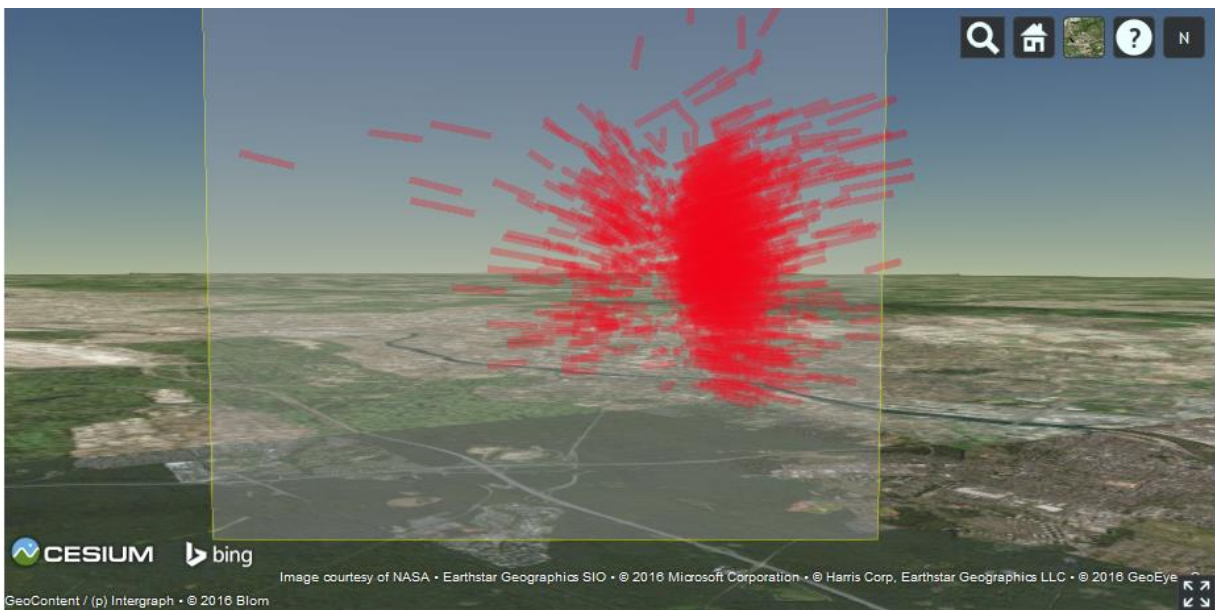 ?
N
CESIUM
bing
Image courtesy of NASA • Earthstar Geographics SIO • © 2016 Microsoft Corporation • © Harris Corp, Earthstar Geographics LLC • © 2016 GeoEye
GeoContent / (p) Intergraph • © 2016 Blom